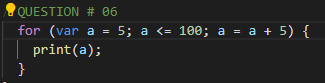 QUESTION # 06
for (var a = 5; a <= 100; a = a + 5) {
print(a);
}